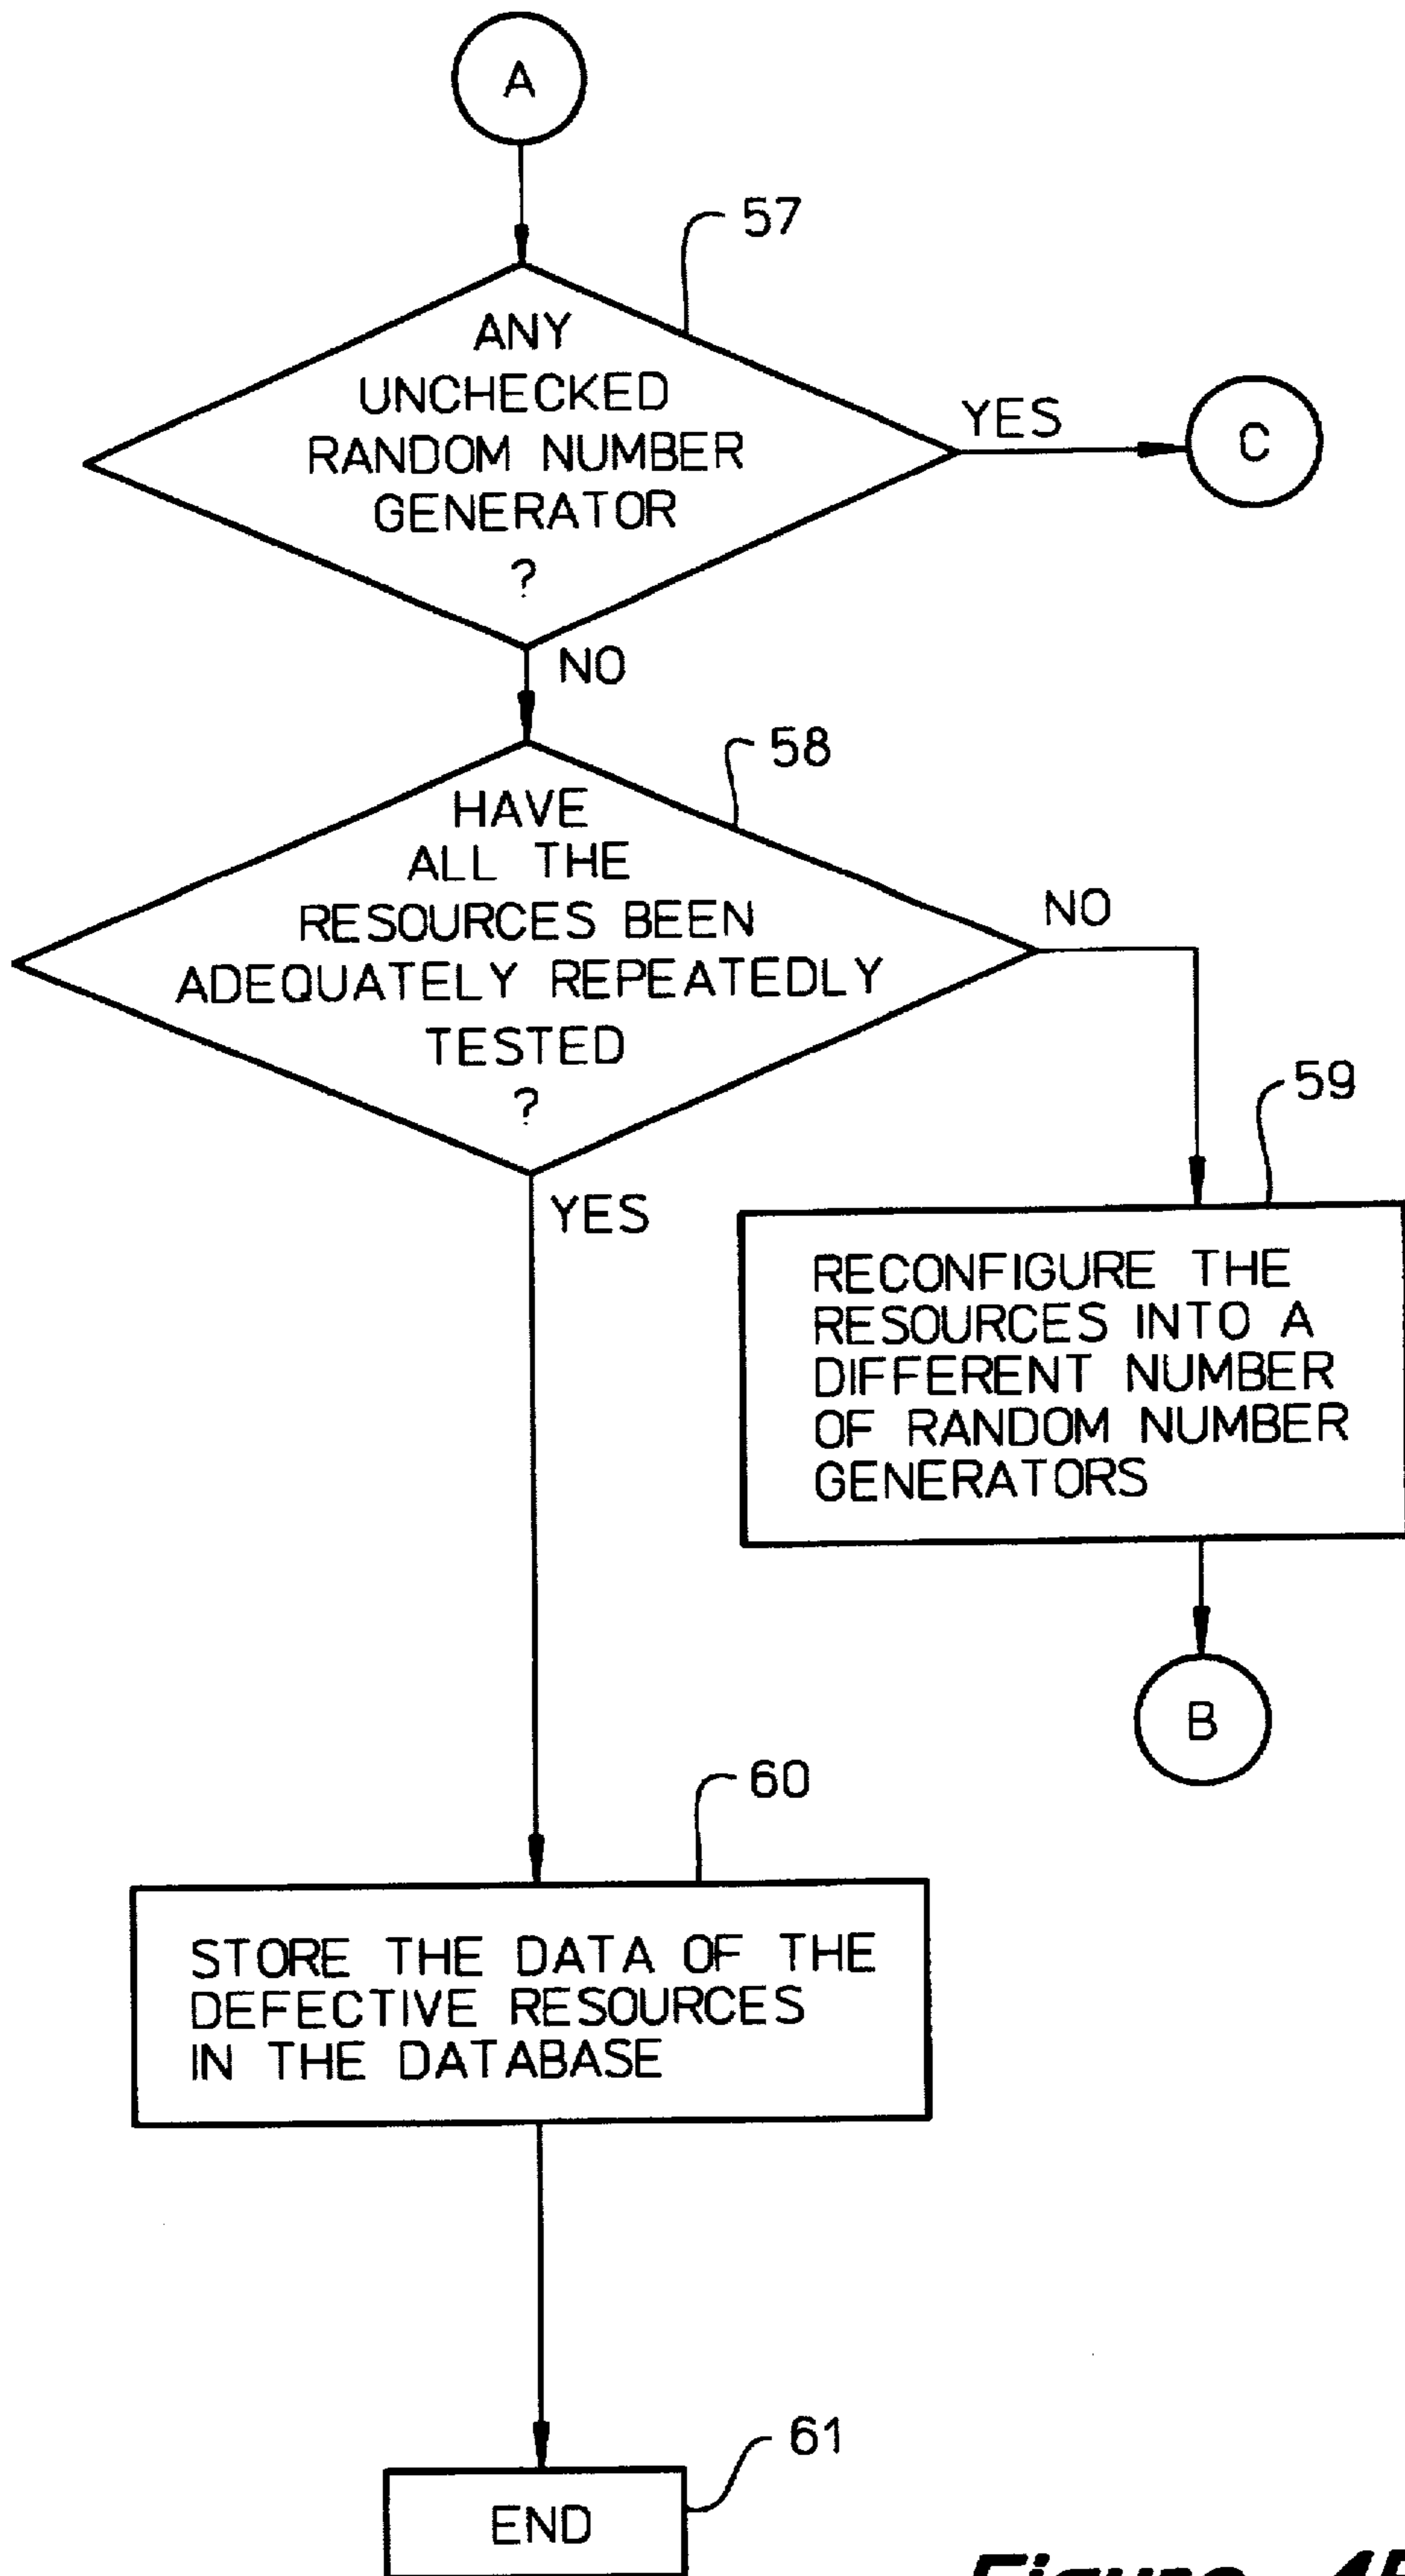 A
57
ANY
UNCHECKED
RANDOM NUMBER
GENERATOR
?
YES
C
NO
58
HAVE
ALL THE
RESOURCES BEEN
ADEQUATELY REPEATEDLY
TESTED
?
NO
YES
59
RECONFIGURE THE
RESOURCES INTO A
DIFFERENT NUMBER
OF RANDOM NUMBER
GENERATORS
B
60
STORE THE DATA OF THE
DEFECTIVE RESOURCES
IN THE DATABASE
61
END
Figure